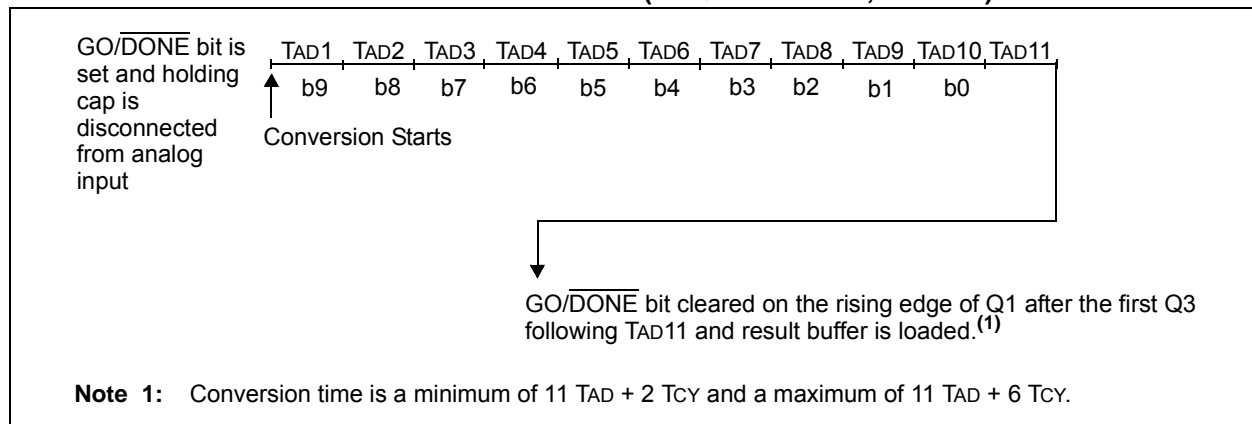 GO/DONE bit is
set and holding
cap is
disconnected
from analog
input
TAD1 TAD2 TAD3 TAD4 TAD5 TAD6 TAD7 TAD8 TAD9 TAD10 TAD11
b9 b8 b7 b6 b5 b4 b3 b2 b1 b0
Conversion Starts
GO/DONE bit cleared on the rising edge of Q1 after the first Q3
following TAD11 and result buffer is loaded.(1)
Note 1: Conversion time is a minimum of 11 TAD + 2 TCY and a maximum of 11 TAD + 6 TCY.